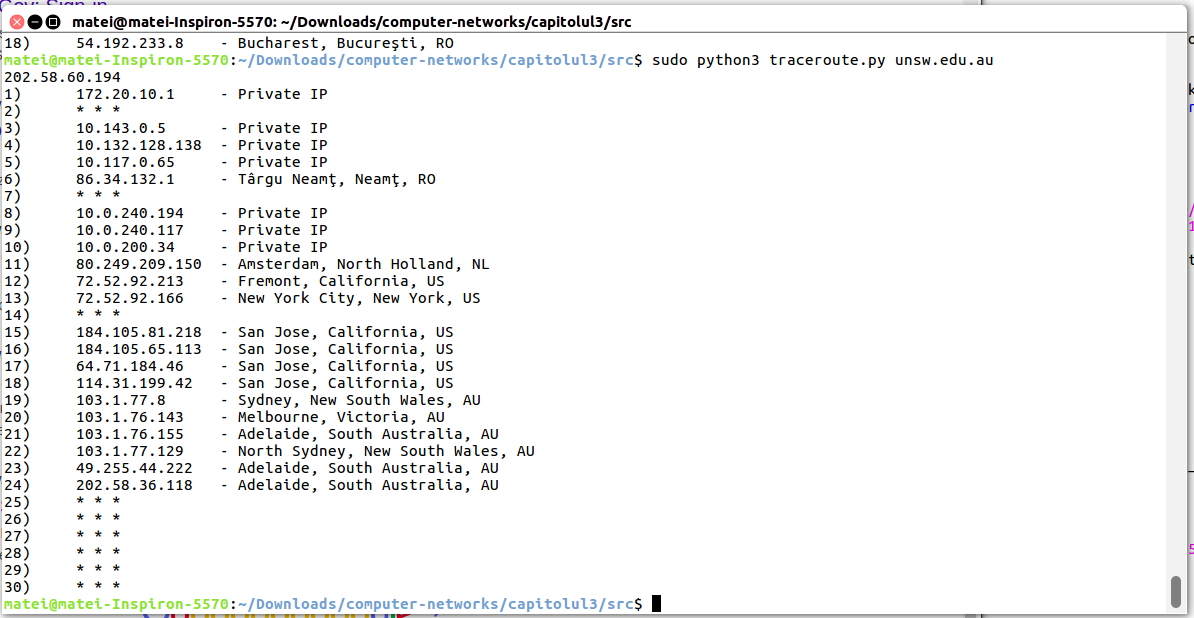 matei@matei-Inspiron-5570: ~/Downloads/computer-networks/capitolul3/src
18)     54.192.233.8    - Bucharest, Bucureşti, RO
matei@matei-Inspiron-5570:~/Downloads/computer-networks/capitolul3/src$ sudo python3 traceroute.py unsw.edu.au
202.58.60.194
1)      172.20.10.1     - Private IP
2)      * * *
3)      10.143.0.5      - Private IP
4)      10.132.128.138  - Private IP
5)      10.117.0.65     - Private IP
6)      86.34.132.1     - Târgu Neamţ, Neamţ, RO
7)      * * *
8)      10.0.240.194    - Private IP
9)      10.0.240.117    - Private IP
10)     10.0.200.34     - Private IP
11)     80.249.209.150  - Amsterdam, North Holland, NL
12)     72.52.92.213    - Fremont, California, US
13)     72.52.92.166    - New York City, New York, US
14)     * * *
15)     184.105.81.218  - San Jose, California, US
16)     184.105.65.113  - San Jose, California, US
17)     64.71.184.46    - San Jose, California, US
18)     114.31.199.42   - San Jose, California, US
19)     103.1.77.8      - Sydney, New South Wales, AU
20)     103.1.76.143    - Melbourne, Victoria, AU
21)     103.1.76.155    - Adelaide, South Australia, AU
22)     103.1.77.129    - North Sydney, New South Wales, AU
23)     49.255.44.222   - Adelaide, South Australia, AU
24)     202.58.36.118   - Adelaide, South Australia, AU
25)     * * *
26)     * * *
27)     * * *
28)     * * *
29)     * * *
30)     * * *
matei@matei-Inspiron-5570:~/Downloads/computer-networks/capitolul3/src$